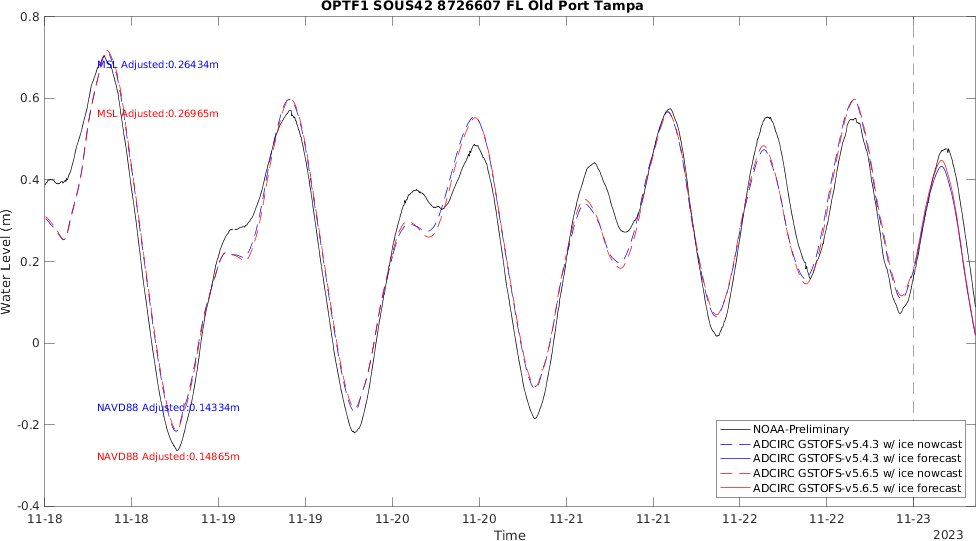 OPTF1 SOUS42 8726607 FL Old Port Tampa
0.8
0.6
0.4
0.2
0
-0.2
-0.4
Water Level (m)
MSL Adjusted:0.26434m
MSL Adjusted:0.26965m
NAVD88 Adjusted:0.14334m
NAVD88 Adjusted:0.14865m
NOAA-Preliminary
ADCIRC GSTOFS-v5.4.3 w/ ice nowcast
ADCIRC GSTOFS-v5.4.3 w/ ice forecast
ADCIRC GSTOFS-v5.6.5 w/ ice nowcast
ADCIRC GSTOFS-v5.6.5 w/ ice forecast
11-18 11-18 11-19 11-19 11-20 11-20 11-21 11-21 11-22 11-22 11-23
Time
2023